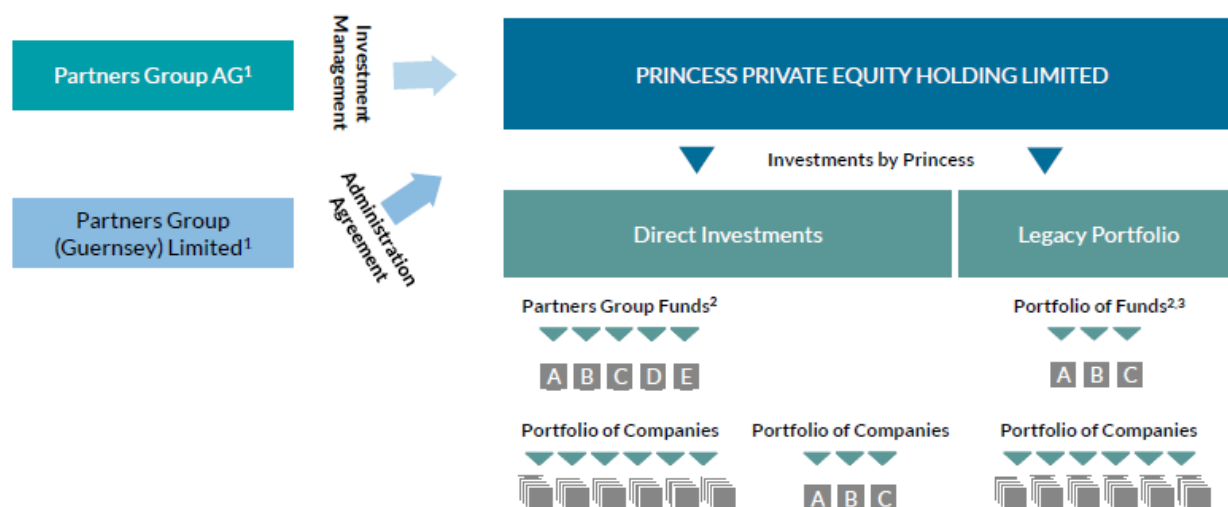 Partners Group AG¹
Investment
Management
PRINCESS PRIVATE EQUITY HOLDING LIMITED
Investments by Princess
Partners Group
(Guernsey) Limited¹
Administration
Agreement
Direct Investments
Legacy Portfolio
Partners Group Funds²
Portfolio of Funds²,³
A B C D E
A B C
Portfolio of Companies
Portfolio of Companies
Portfolio of Companies
A B C